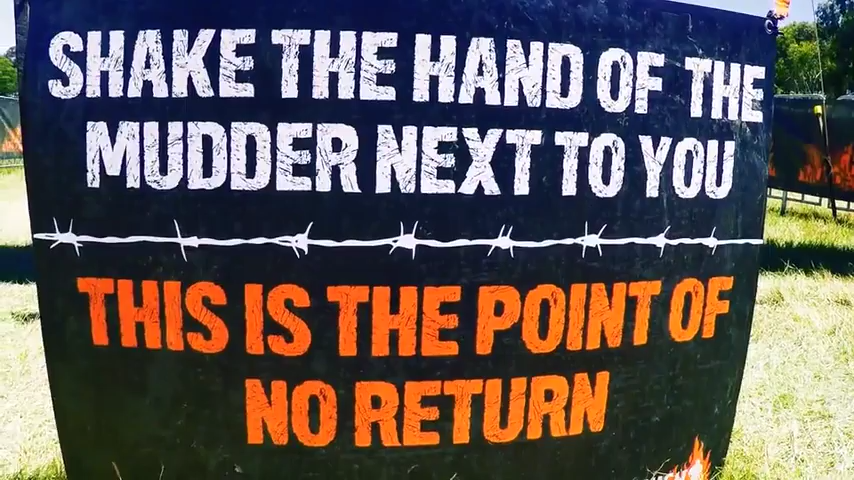 SHAKE THE HAND OF THE
MUDDER NEXT TO YOU
THIS IS THE POINT OF
NO RETURN